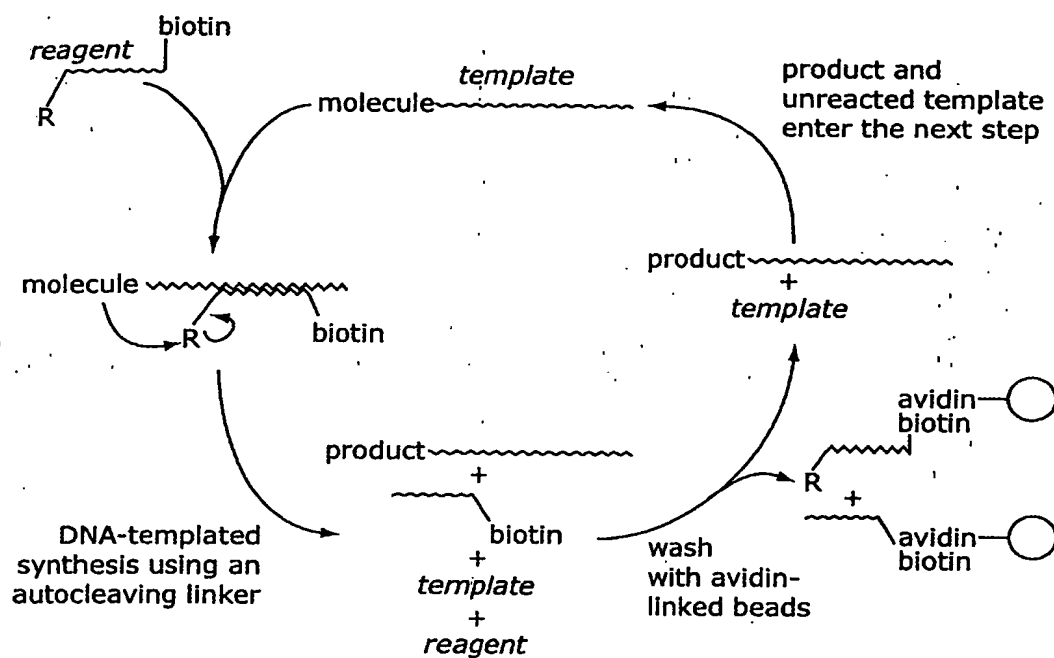 biotin
reagent
R
template
molecule
product and
unreacted template
enter the next step
molecule
R
biotin
product
+
template
avidin
biotin
R
+
avidin
biotin
product
+
biotin
+
template
+
reagent
DNA-templated
synthesis using an
autocleaving linker
wash
with avidin-
linked beads